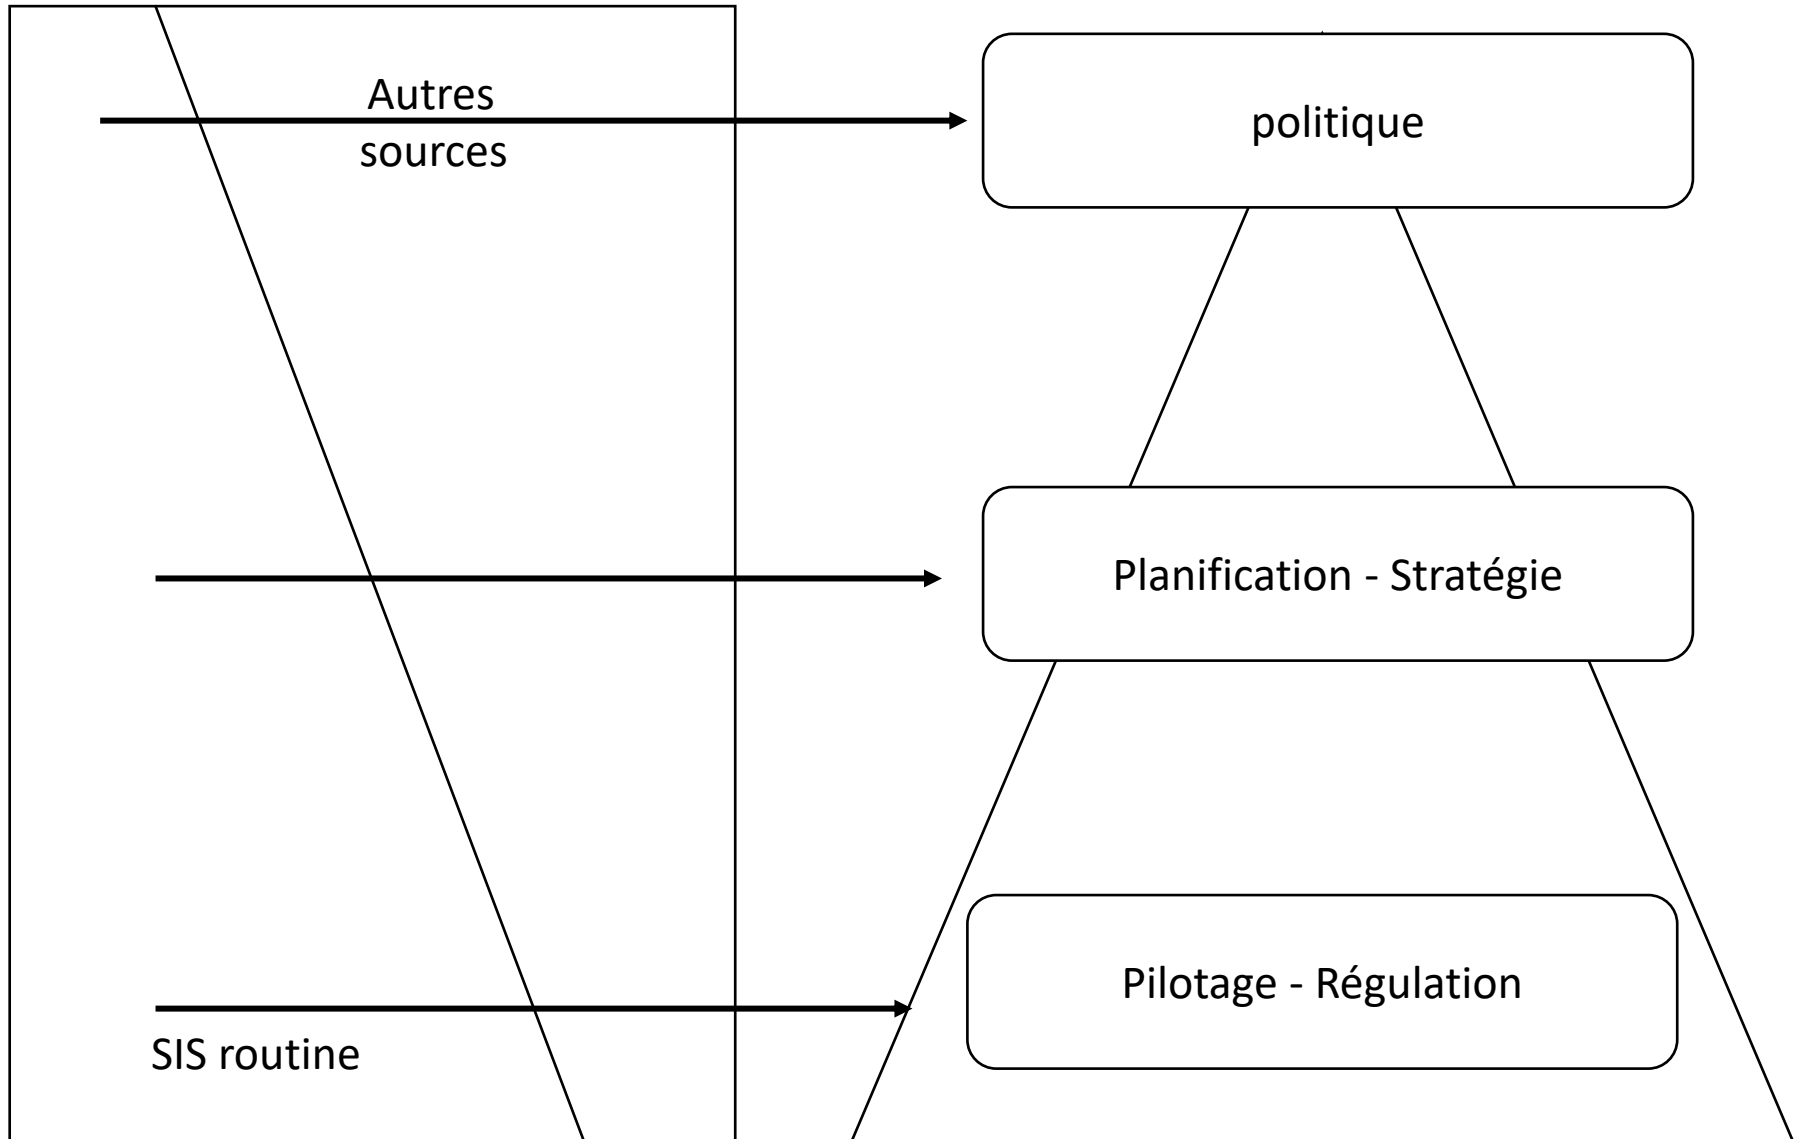 Autres
sources
politique
Planification - Stratégie
Pilotage - Régulation
SIS routine